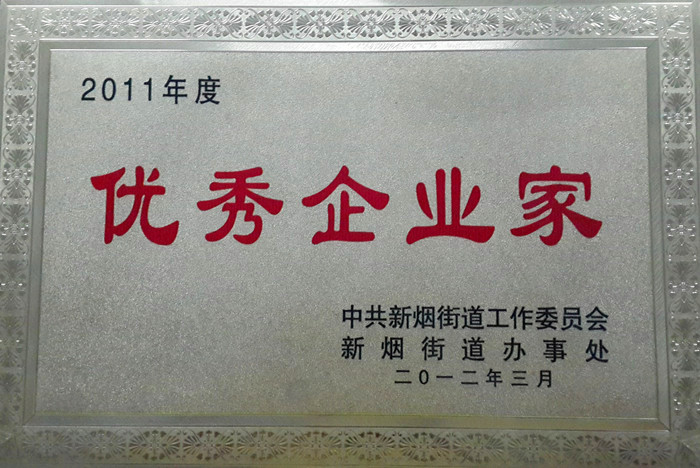 2011年度
优秀企业家
中共新烟街道工作委员会
新烟街道办事处
二〇一二年三月